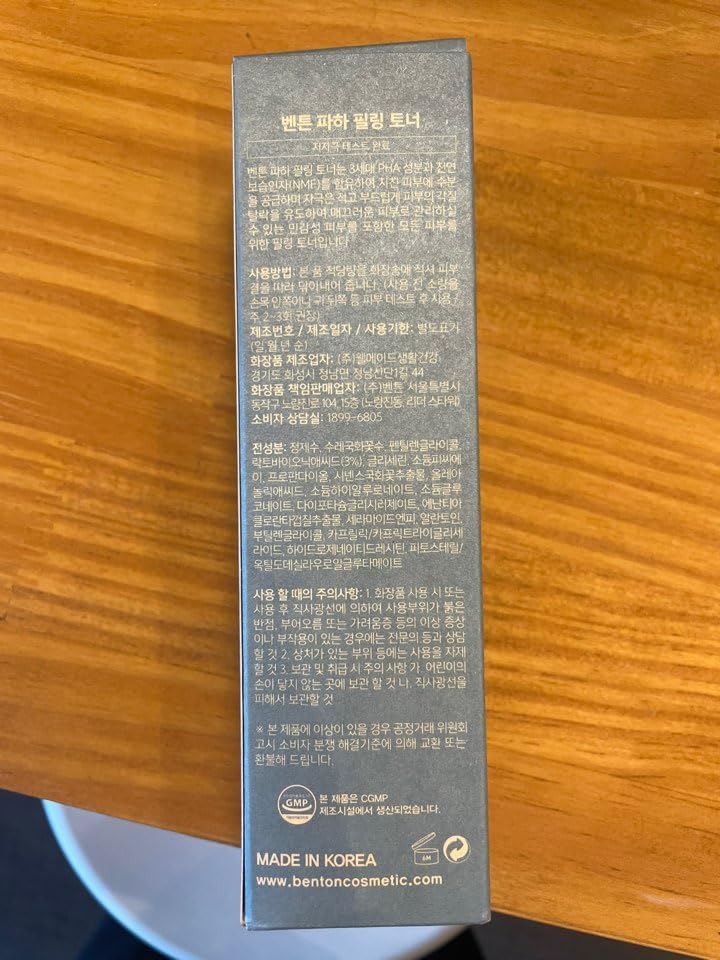 벤튼 파하 필링 토너
저자극 테스트 완료
벤튼 파하 필링 토너는 3세대 PHA 성분과 천연
보습인자(NMF)를 함유하여 지친 피부에 수분
을 공급하며 자극은 적고 부드럽게 피부의 각질
탈락을 유도하여 매끄러운 피부로 관리하실
수 있는 민감성 피부를 포함한 모든 피부를
위한 필링 토너입니다
사용방법: 본 품 적당량을 화장솜에 적셔 피부
결을 따라 닦아내어 줍니다. (사용 전 소량을
손목 안쪽이나 귀 뒤쪽 등 피부 테스트 후 사용 /
주 2~3회 권장)
제조번호 / 제조일자 / 사용기한: 별도표기
(일,월,년 순)
화장품 제조업자: (주)웰메이드생활건강
경기도 화성시 정남면 정남선단1길 44
화장품 책임판매업자: (주)벤튼 서울특별시
동작구 노량진로 104, 15층 (노량진동, 리더 스타워)
소비자 상담실: 1899-6805
전성분: 정제수, 수레국화꽃수, 펜틸렌글라이콜,
락토바이오닉애씨드(3%), 글리세린, 소듐피씨에
이, 프로판다이올, 시넨스국화꽃추출물, 올레아
놀릭애씨드, 소듐하이알루로네이트, 소듐글루
코네이트, 다이포타슘글리시리제이트, 에난티아
클로란타껍질추출물, 세라마이드엔피, 알란토인,
부틸렌글라이콜, 카프릴릭/카프릭트라이글리세
라이드, 하이드로제네이티드레시틴, 피토스테릴/
옥틸도데실라우로일글루타메이트
사용 할 때의 주의사항: 1. 화장품 사용 시 또는
사용 후 직사광선에 의하여 사용부위가 붉은
반점, 부어오름 또는 가려움증 등의 이상 증상
이나 부작용이 있는 경우에는 전문의 등과 상담
할 것 2. 상처가 있는 부위 등에는 사용을 자제
할 것 3. 보관 및 취급 시 주의 사항 가. 어린이의
손이 닿지 않는 곳에 보관 할 것 나. 직사광선을
피해서 보관할 것
※ 본 제품에 이상이 있을 경우 공정거래 위원회
고시 소비자 분쟁 해결기준에 의해 교환 또는
환불해 드립니다.
GMP
본 제품은 CGMP
제조시설에서 생산되었습니다.
6M
MADE IN KOREA
www.bentoncosmetic.com